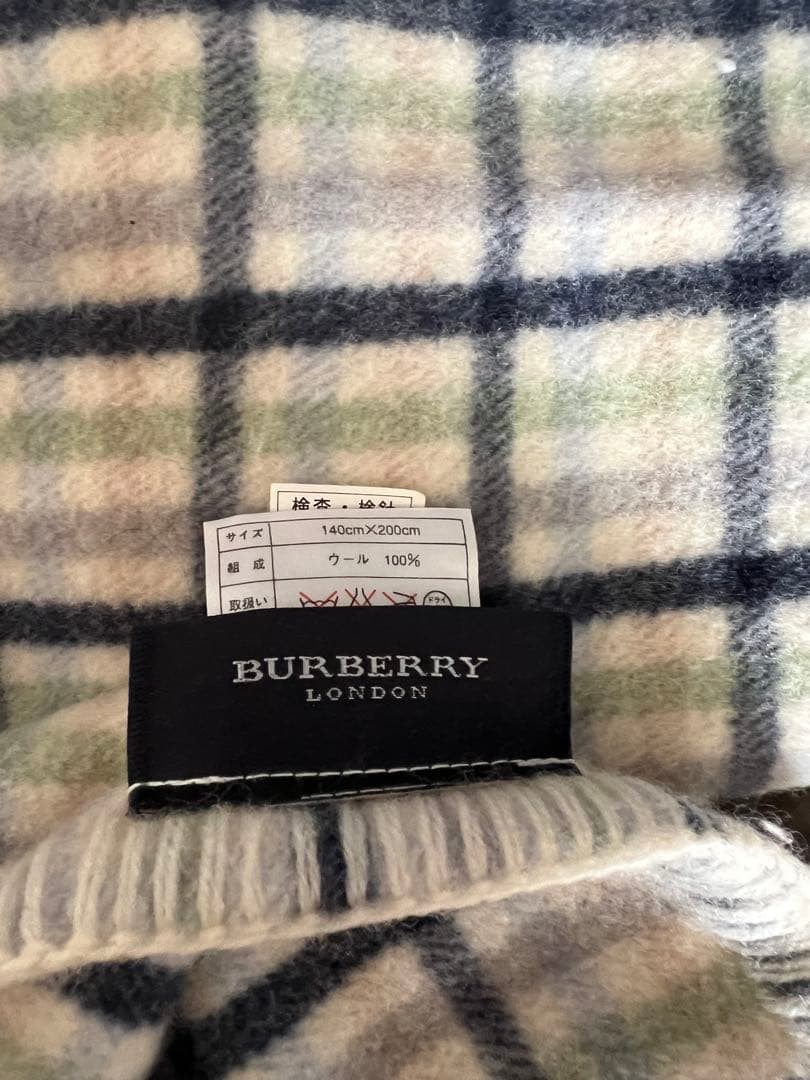 検査・検針
サイズ 140cm×200cm
組成 ウール 100%
取扱い ドライ
BURBERRY
LONDON